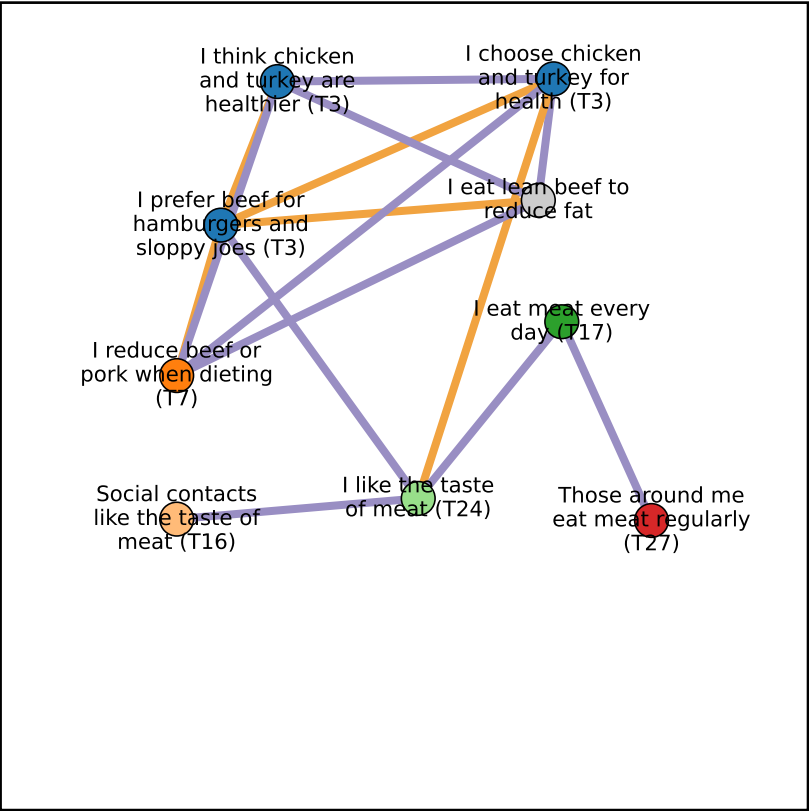 I think chicken
and turkey are
healthier (T3)
I choose chicken
and turkey for
health (T3)
I prefer beef for
hamburgers and
sloppy joes (T3)
I eat lean beef to
reduce fat
I eat meat every
day (T17)
I reduce beef or
pork when dieting
(T7)
Social contacts
like the taste of
meat (T16)
I like the taste
of meat (T24)
Those around me
eat meat regularly
(T27)